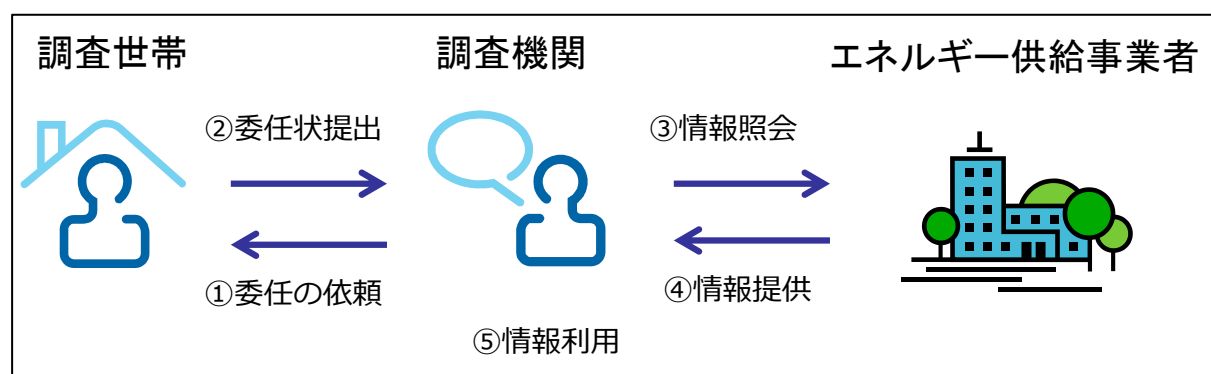 調査世帯
調査機関
エネルギー供給事業者
②委任状提出
③情報照会
①委任の依頼
④情報提供
⑤情報利用